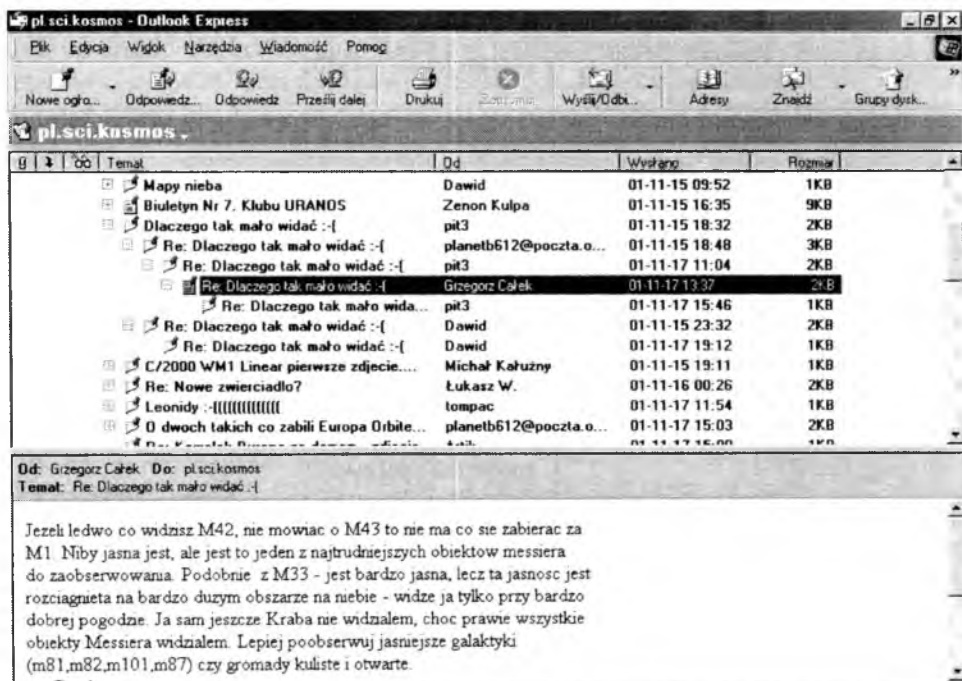 pl.sci.kosmos - Outlook Express
Plik Edycja Widok Narzędzia Wiadomość Pomoc
Nowe ogło... Odpowiedz... Odpowiedz Prześlij dalej Drukuj Zatrzymaj Wyślij/Odbi... Adresy Znajdź Grupy dysk... »
pl.sci.kosmos
Temat Od Wysłano Rozmiar
Mapy nieba Dawid 01-11-15 09:52 1KB
Biuletyn Nr 7. Klubu URANOS Zenon Kulpa 01-11-15 16:35 9KB
Dlaczego tak mało widać :-( pit3 01-11-15 18:32 2KB
Re: Dlaczego tak mało widać :-( planetb612@poczta.o... 01-11-15 18:48 3KB
Re: Dlaczego tak mało widać :-( pit3 01-11-17 11:04 2KB
Re: Dlaczego tak mało widać :-( Grzegorz Całek 01-11-17 13:37 2KB
Re: Dlaczego tak mało wida... pit3 01-11-17 15:46 1KB
Re: Dlaczego tak mało widać :-( Dawid 01-11-15 23:32 2KB
Re: Dlaczego tak mało widać :-( Dawid 01-11-17 19:12 1KB
C/2000 WM1 Linear pierwsze zdjecie.... Michał Kałużny 01-11-15 19:11 1KB
Re: Nowe zwierciadlo? Łukasz W. 01-11-16 00:26 2KB
Leonidy :-(((((((((((((( tompac 01-11-17 11:54 1KB
O dwoch takich co zabili Europa Orbite... planetb612@poczta.o... 01-11-17 15:03 2KB
Od: Grzegorz Całek Do: pl.sci.kosmos
Temat: Re: Dlaczego tak mało widać :-(
Jezeli ledwo co widzisz M42, nie mowiac o M43 to nie ma co sie zabierac za
M1. Niby jasna jest, ale jest to jeden z najtrudniejszych obiektow messiera
do zaobserwowania. Podobnie z M33 - jest bardzo jasna, lecz ta jasnosc jest
rozciagnieta na bardzo duzym obszarze na niebie - widze ja tylko przy bardzo
dobrej pogodzie. Ja sam jeszcze Kraba nie widzialem, choc prawie wszystkie
obiekty Messiera widzialem. Lepiej poobserwuj jasniejsze galaktyki
(m81,m82,m101,m87) czy gromady kuliste i otwarte.